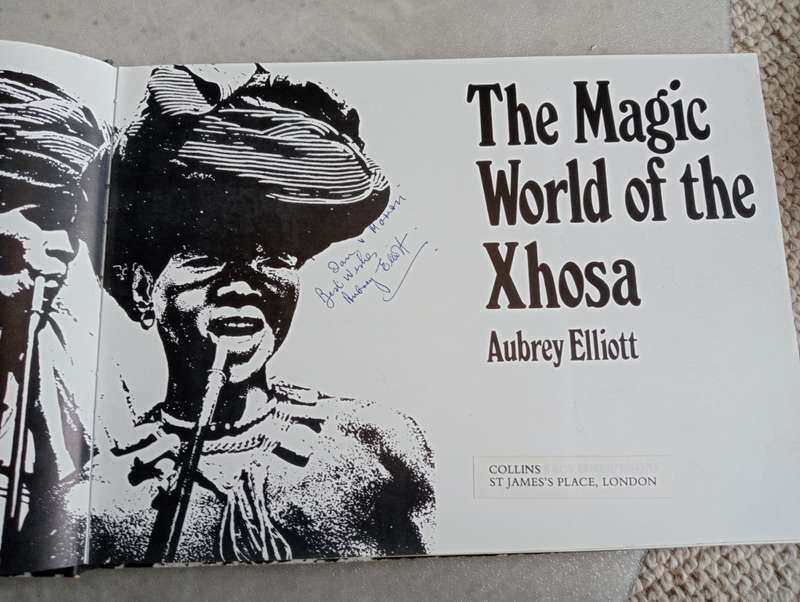 The Magic
World of the
Xhosa
Aubrey Elliott
Best Wishes
Aubrey Elliott.
COLLINS
ST JAMES'S PLACE, LONDON